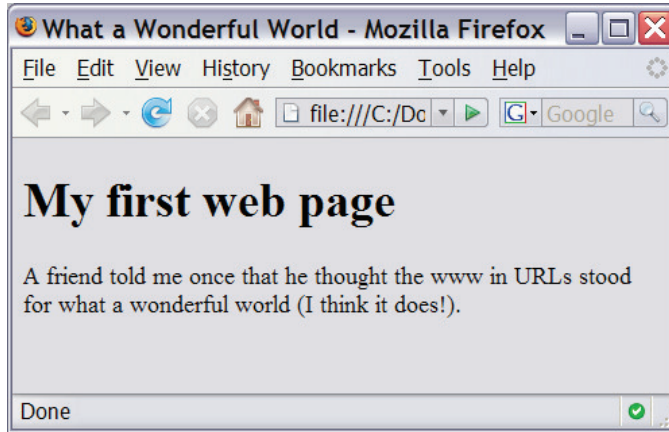 What a Wonderful World - Mozilla Firefox
File Edit View History Bookmarks Tools Help
file:///C:/Do G Google
My first web page
A friend told me once that he thought the www in URLs stood
for what a wonderful world (I think it does!).
Done